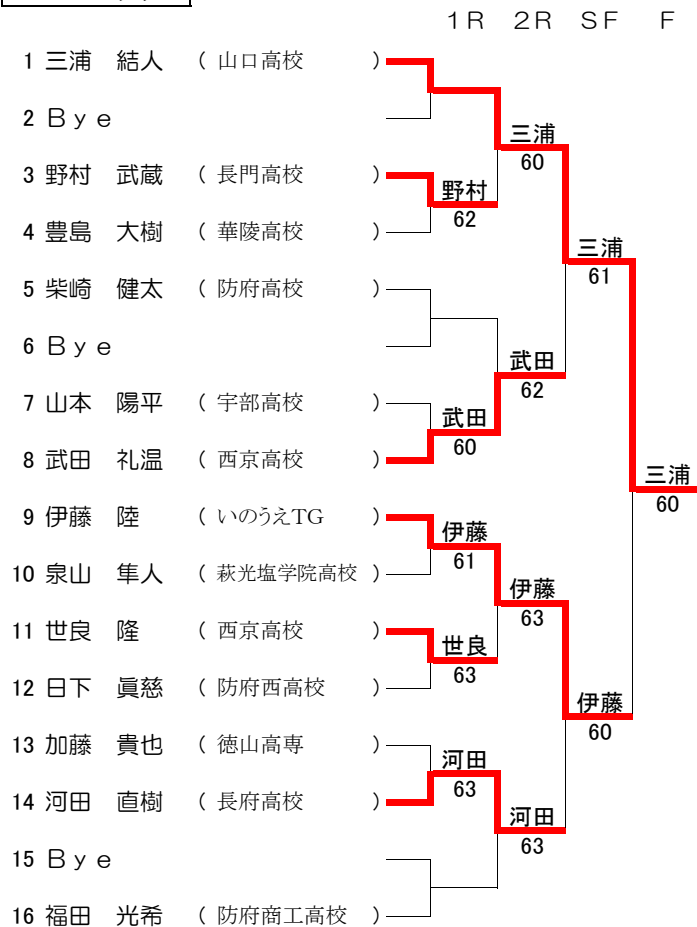 1R 2R SF F
1 三浦 結人 ( 山口高校 )
2 Bye
三浦
60
3 野村 武蔵 ( 長門高校 )
野村
62
4 豊島 大樹 ( 華陵高校 )
三浦
61
5 柴崎 健太 ( 防府高校 )
6 Bye
武田
62
7 山本 陽平 ( 宇部高校 )
武田
60
8 武田 礼温 ( 西京高校 )
三浦
60
9 伊藤 陸 ( いのうえTG )
伊藤
61
10 泉山 隼人 ( 萩光塩学院高校 )
伊藤
63
11 世良 隆 ( 西京高校 )
世良
63
12 日下 眞慈 ( 防府西高校 )
伊藤
60
13 加藤 貴也 ( 徳山高専 )
河田
63
14 河田 直樹 ( 長府高校 )
河田
63
15 Bye
16 福田 光希 ( 防府商工高校 )